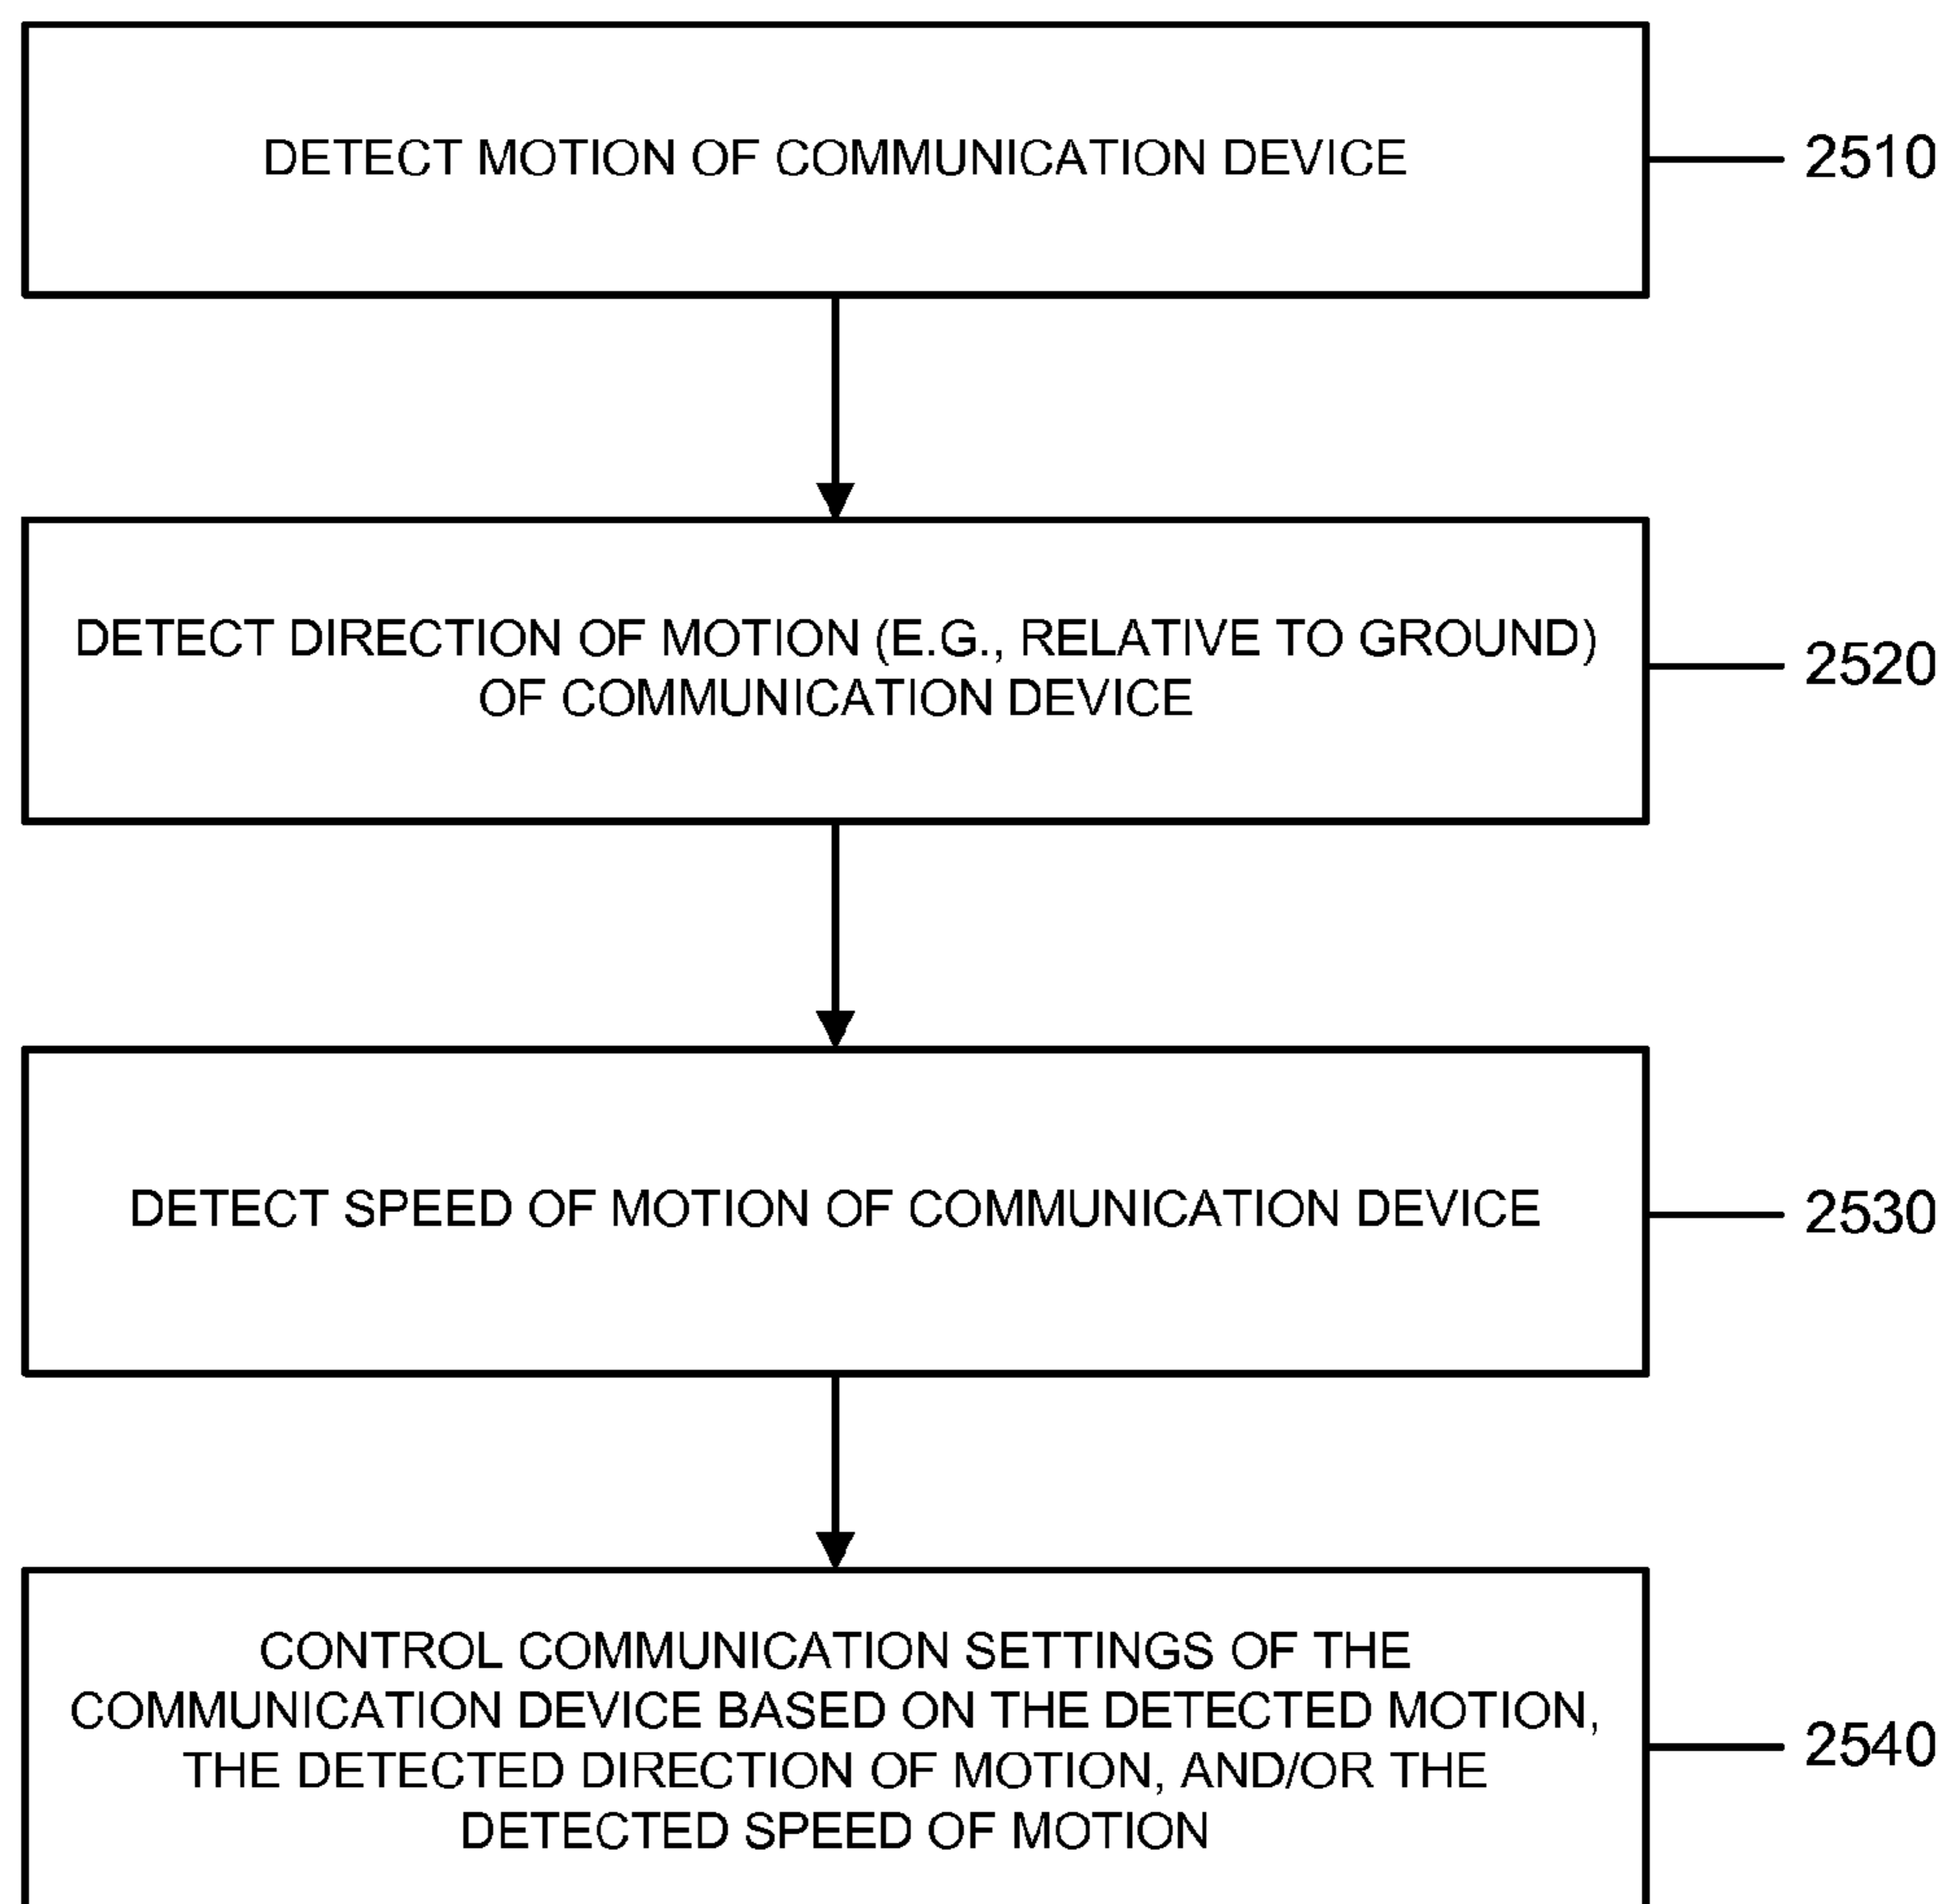 DETECT MOTION OF COMMUNICATION DEVICE
2510
DETECT DIRECTION OF MOTION (E.G., RELATIVE TO GROUND)
OF COMMUNICATION DEVICE
2520
DETECT SPEED OF MOTION OF COMMUNICATION DEVICE
2530
CONTROL COMMUNICATION SETTINGS OF THE
COMMUNICATION DEVICE BASED ON THE DETECTED MOTION,
THE DETECTED DIRECTION OF MOTION, AND/OR THE
DETECTED SPEED OF MOTION
2540